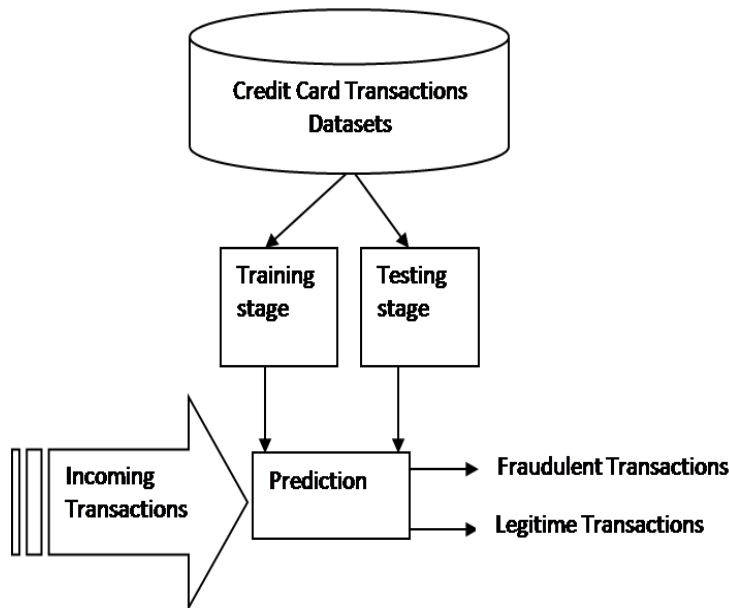 Credit Card Transactions
Datasets
Training
stage
Testing
stage
Incoming
Transactions
Prediction
Fraudulent Transactions
Legitime Transactions